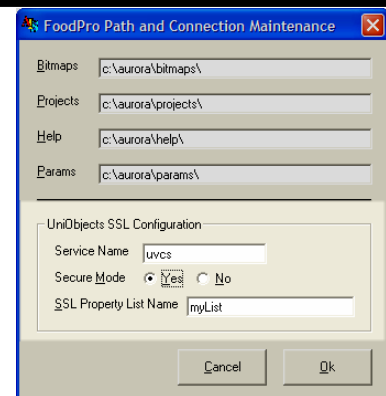 FoodPro Path and Connection Maintenance
Bitmaps c:\aurora\bitmaps\
Projects c:\aurora\projects\
Help c:\aurora\help\
Params c:\aurora\params\
UniObjects SSL Configuration
Service Name uvcs
Secure Mode Yes No
SSL Property List Name myList
Cancel Ok